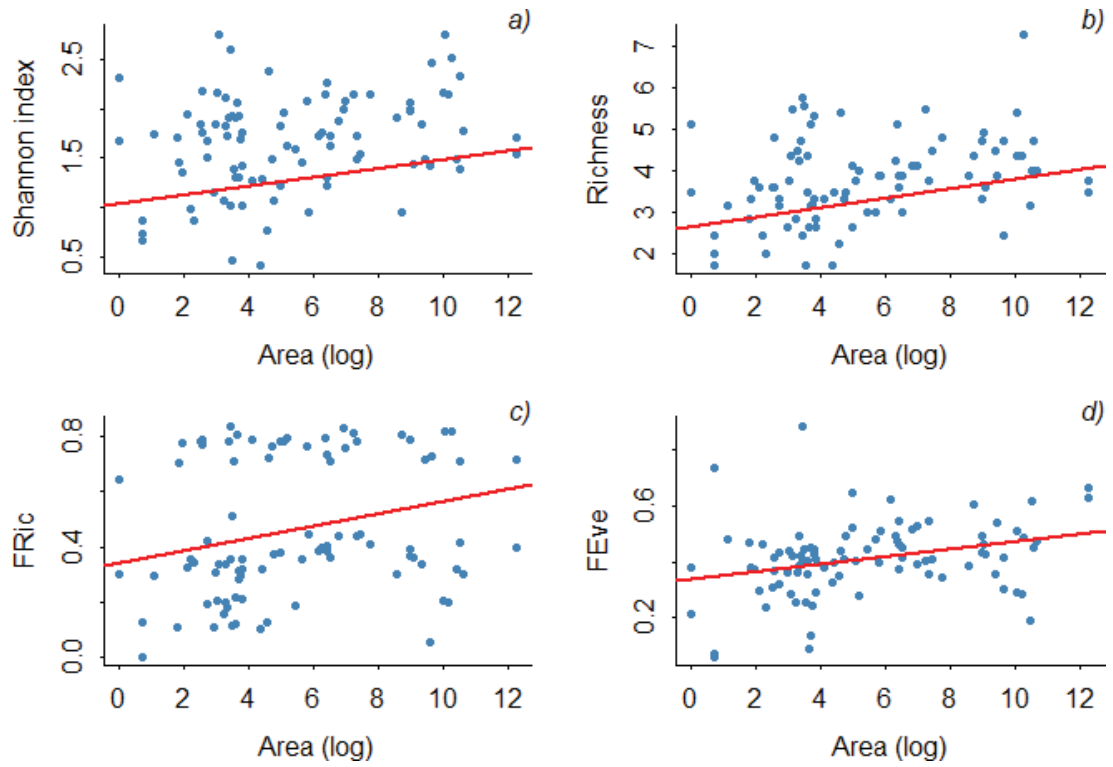 a)
Shannon index
0.5 1.5 2.5
0 2 4 6 8 10 12
Area (log)
b)
Richness
2 3 4 5 6 7
0 2 4 6 8 10 12
Area (log)
c)
FRic
0.0 0.4 0.8
0 2 4 6 8 10 12
Area (log)
d)
FEve
0.2 0.6
0 2 4 6 8 10 12
Area (log)